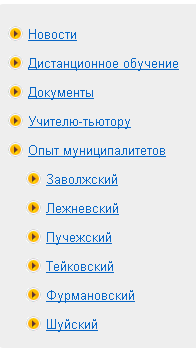 Новости
Дистанционное обучение
Документы
Учителю-тьютору
Опыт муниципалитетов
Заволжский
Лежневский
Пучежский
Тейковский
Фурмановский
Шуйский